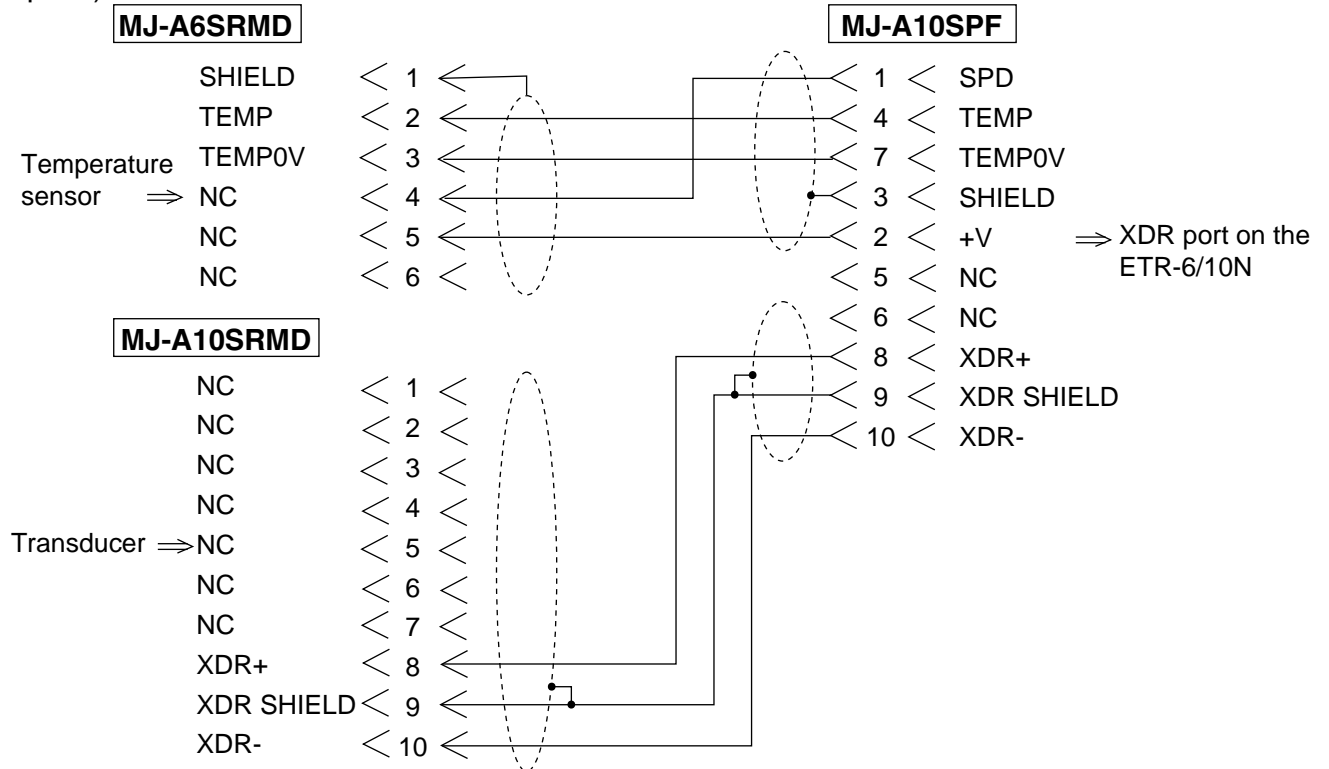 MJ-A6SRMD
MJ-A10SPF
SHIELD 1
TEMP 2
TEMP0V 3
NC 4
NC 5
NC 6
Temperature
sensor
1 SPD
4 TEMP
7 TEMP0V
3 SHIELD
2 +V
5 NC
6 NC
8 XDR+
9 XDR SHIELD
10 XDR-
XDR port on the
ETR-6/10N
MJ-A10SRMD
NC 1
NC 2
NC 3
NC 4
NC 5
NC 6
NC 7
XDR+ 8
XDR SHIELD 9
XDR- 10
Transducer